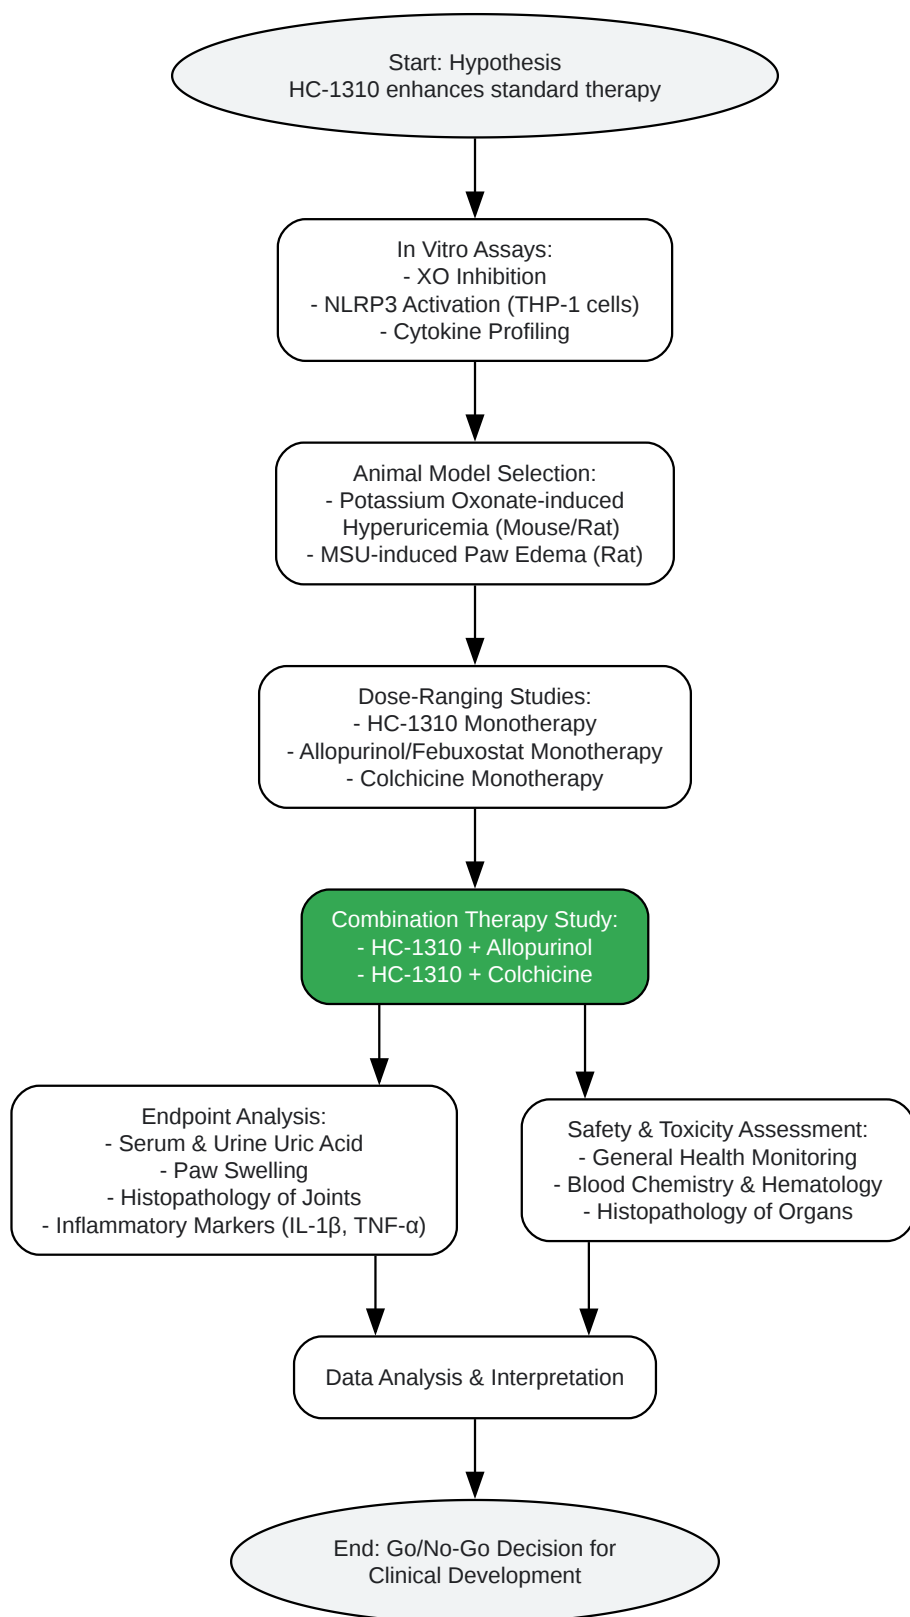 Start: Hypothesis
HC-1310 enhances standard therapy
In Vitro Assays:
- XO Inhibition
- NLRP3 Activation (THP-1 cells)
- Cytokine Profiling
Animal Model Selection:
- Potassium Oxonate-induced
Hyperuricemia (Mouse/Rat)
- MSU-induced Paw Edema (Rat)
Dose-Ranging Studies:
- HC-1310 Monotherapy
- Allopurinol/Febuxostat Monotherapy
- Colchicine Monotherapy
Combination Therapy Study:
- HC-1310 + Allopurinol
- HC-1310 + Colchicine
Endpoint Analysis:
- Serum & Urine Uric Acid
- Paw Swelling
- Histopathology of Joints
- Inflammatory Markers (IL-1β, TNF-α)
Safety & Toxicity Assessment:
- General Health Monitoring
- Blood Chemistry & Hematology
- Histopathology of Organs
Data Analysis & Interpretation
End: Go/No-Go Decision for
Clinical Development